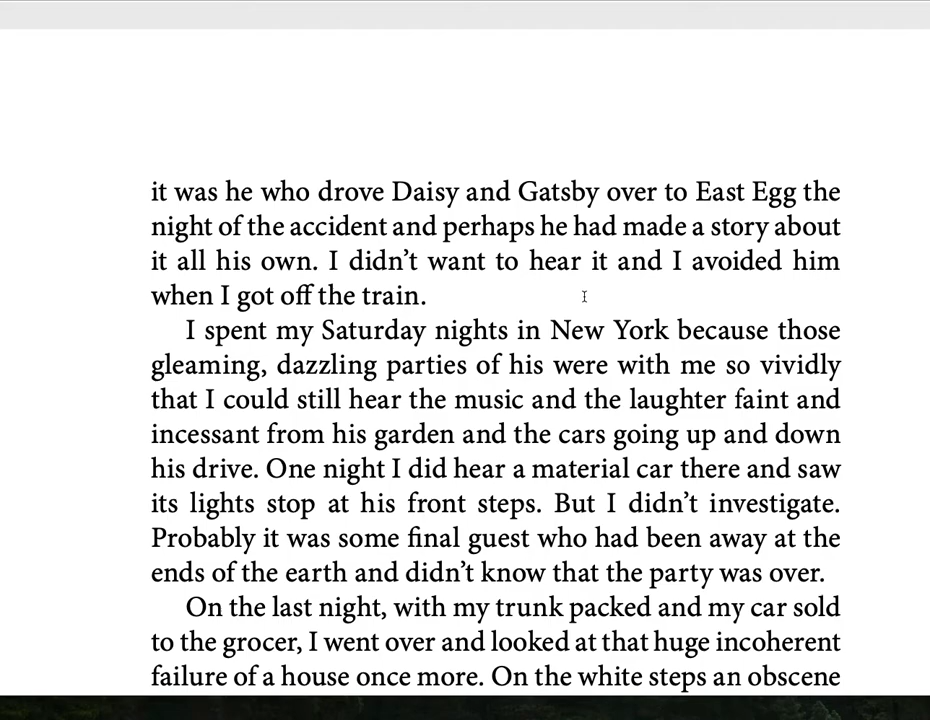 it was he who drove Daisy and Gatsby over to East Egg the
night of the accident and perhaps he had made a story about
it all his own. I didn’t want to hear it and I avoided him
when I got off the train.
I spent my Saturday nights in New York because those
gleaming, dazzling parties of his were with me so vividly
that I could still hear the music and the laughter faint and
incessant from his garden and the cars going up and down
his drive. One night I did hear a material car there and saw
its lights stop at his front steps. But I didn’t investigate.
Probably it was some final guest who had been away at the
ends of the earth and didn’t know that the party was over.
On the last night, with my trunk packed and my car sold
to the grocer, I went over and looked at that huge incoherent
failure of a house once more. On the white steps an obscene